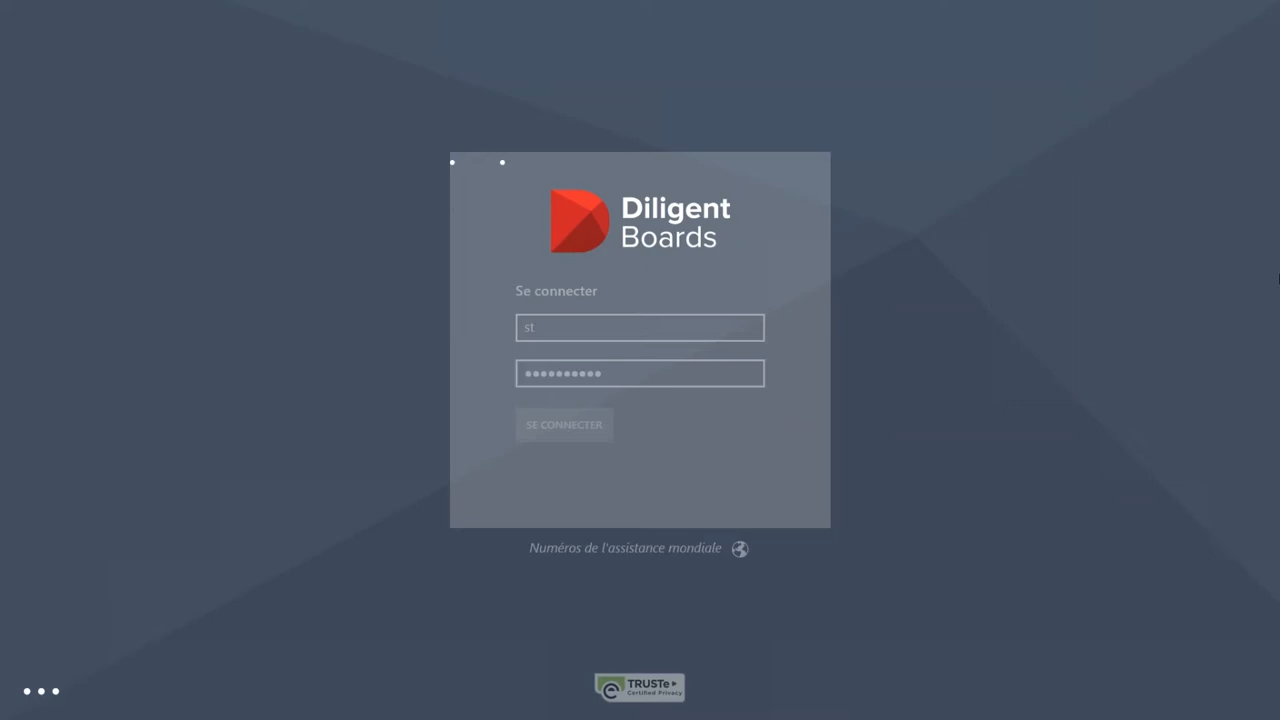 Diligent
Boards
Se connecter
st
••••••••••
SE CONNECTER
Numéros de l'assistance mondiale
TRUSTe
Certified Privacy